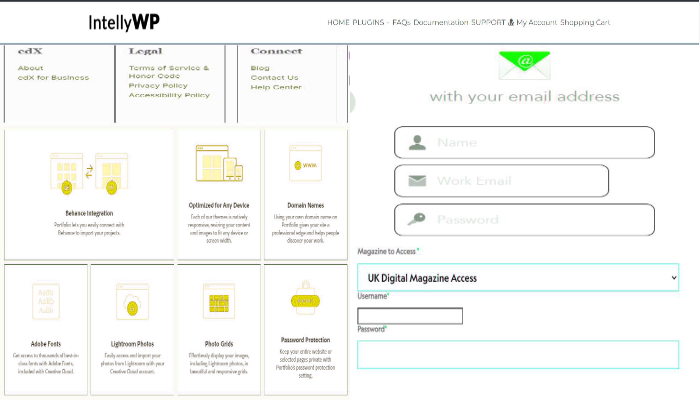 IntellyWP
HOME PLUGINS - FAQs Documentation SUPPORT My Account Shopping Cart
edX
About
edX for Business
Legal
Terms of Service &
Honor Code
Privacy Policy
Accessibility Policy
Connect
Blog
Contact Us
Help Center
Behance Integration
Portfolio lets you easily connect with
Behance to import your projects.
Optimized for Any Device
Each of our themes is natively
responsive, resizing your content
and images to fit any device or
screen width.
WWW.
Domain Names
Using your own domain name on
Portfolio gives your site a
professional edge and helps people
discover your work.
Adobe Fonts
Get access to thousands of best-in-
class fonts with Adobe Fonts,
included with Creative Cloud.
Lightroom Photos
Easily access and import your
photos from Lightroom with your
Creative Cloud account.
Photo Grids
Effortlessly display your images,
including Lightroom photos, in
beautiful and responsive grids.
Password Protection
Keep your entire website or
selected pages private with
Portfolio's password protection
setting.
@
with your email address
Name
Work Email
Password
Magazine to Access *
UK Digital Magazine Access
Username*
Password*